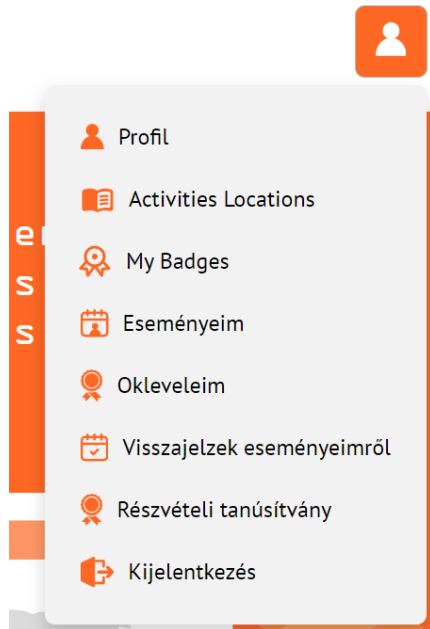 Profil
Activities Locations
My Badges
Eseményeim
Okleveleim
Visszajelzek eseményeimről
Részvételi tanúsítvány
Kijelentkezés